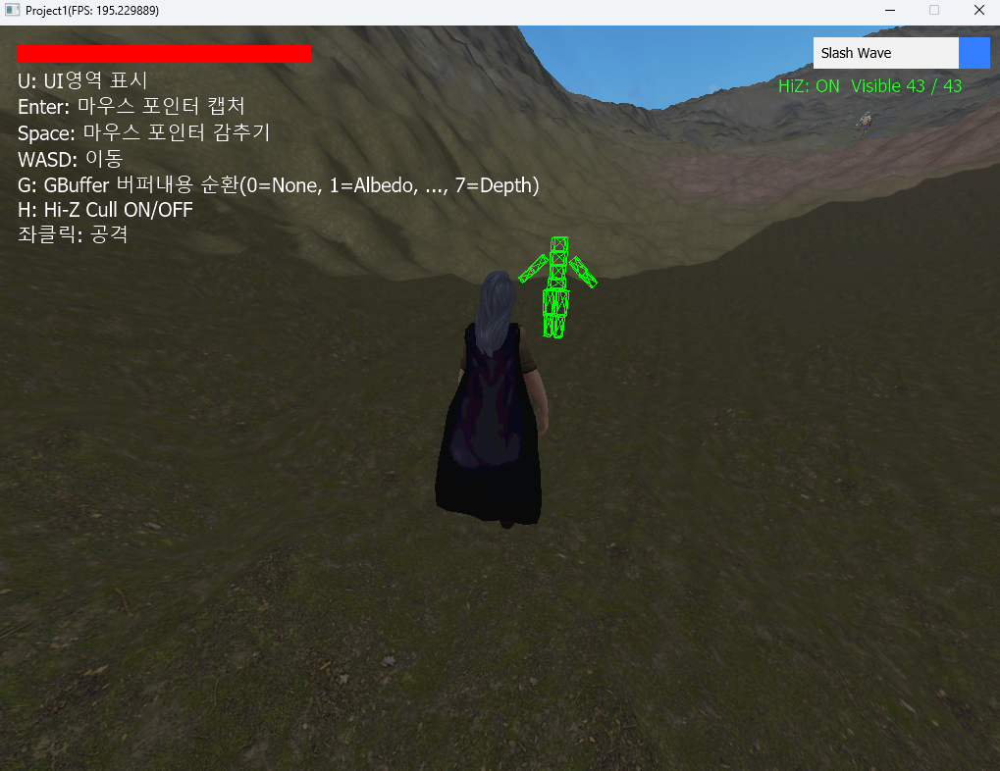 Project1(FPS: 195.229889)
Slash Wave
HiZ: ON  Visible 43 / 43
U: UI영역 표시
Enter: 마우스 포인터 캡처
Space: 마우스 포인터 감추기
WASD: 이동
G: GBuffer 버퍼내용 순환(0=None, 1=Albedo, ..., 7=Depth)
H: Hi-Z Cull ON/OFF
좌클릭: 공격